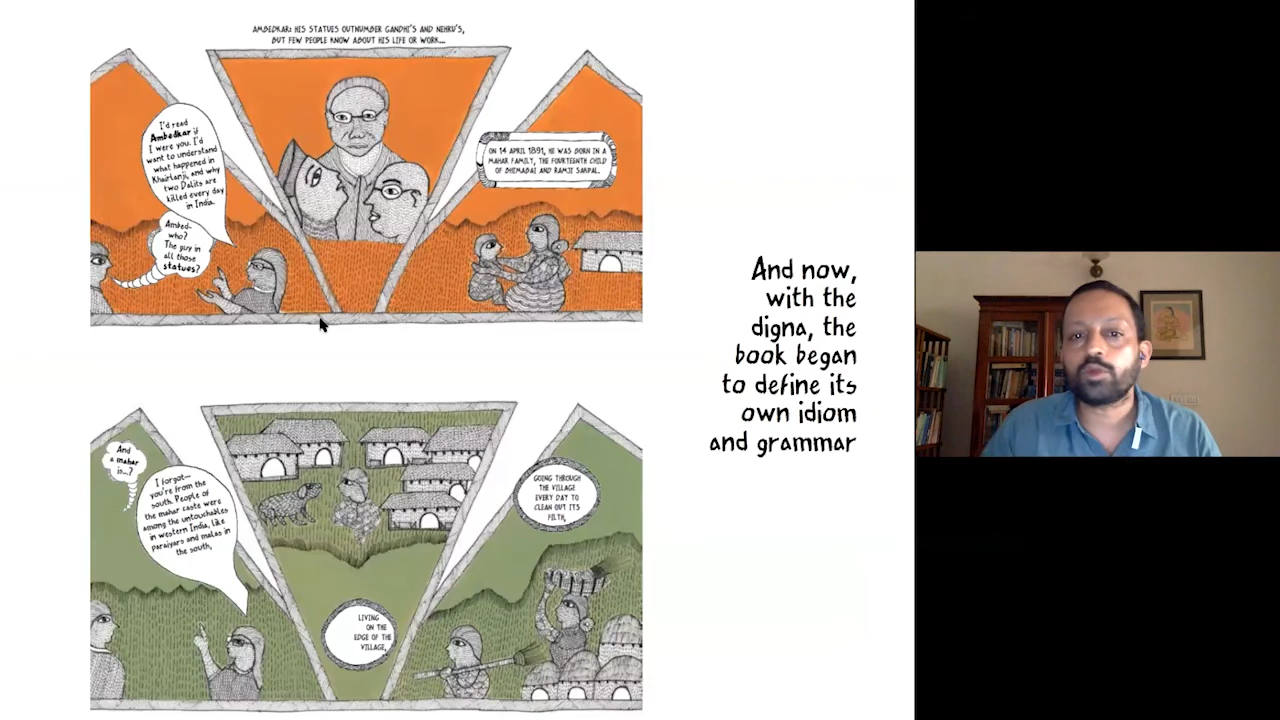 AMBEDKAR: HIS STATUES OUTNUMBER GANDHI'S AND NEHRU'S,
BUT FEW PEOPLE KNOW ABOUT HIS LIFE OR WORK...
I'd read
Ambedkar if
I were you. I'd
want to understand
what happened in
Khairlanji, and why
two Dalits are
killed every day
in India.
Ambed-
who?
The guy in
all those
statues?
ON 14 APRIL 1891, HE WAS BORN IN A
MAHAR FAMILY, THE FOURTEENTH CHILD
OF BHIMABAI AND RAMJI SAKPAL.
And now,
with the
digna, the
book began
to define its
own idiom
and grammar
And
a mahar
is...?
I forgot—
you're from the
south. People of
the mahar caste were
among the untouchables
in western India, like
paraiyars and malas in
the south,
LIVING
ON THE
EDGE OF THE
VILLAGE,
GOING THROUGH
THE VILLAGE
EVERY DAY TO
CLEAN OUT ITS
FILTH,